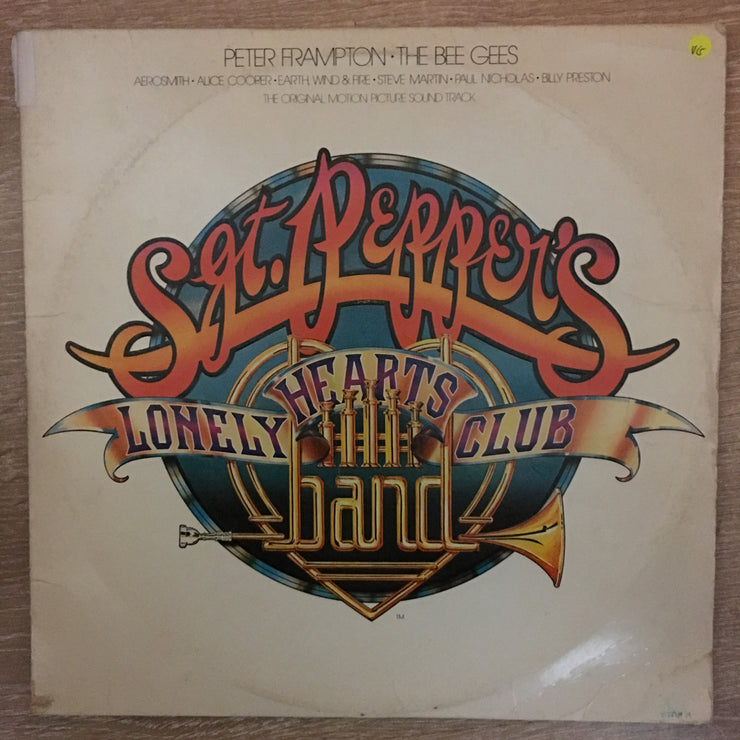 PETER FRAMPTON • THE BEE GEES
VG
AEROSMITH • ALICE COOPER • EARTH, WIND & FIRE • STEVE MARTIN • PAUL NICHOLAS • BILLY PRESTON
THE ORIGINAL MOTION PICTURE SOUND TRACK
Sgt. Pepper's
LONELY HEARTS CLUB
band
TM